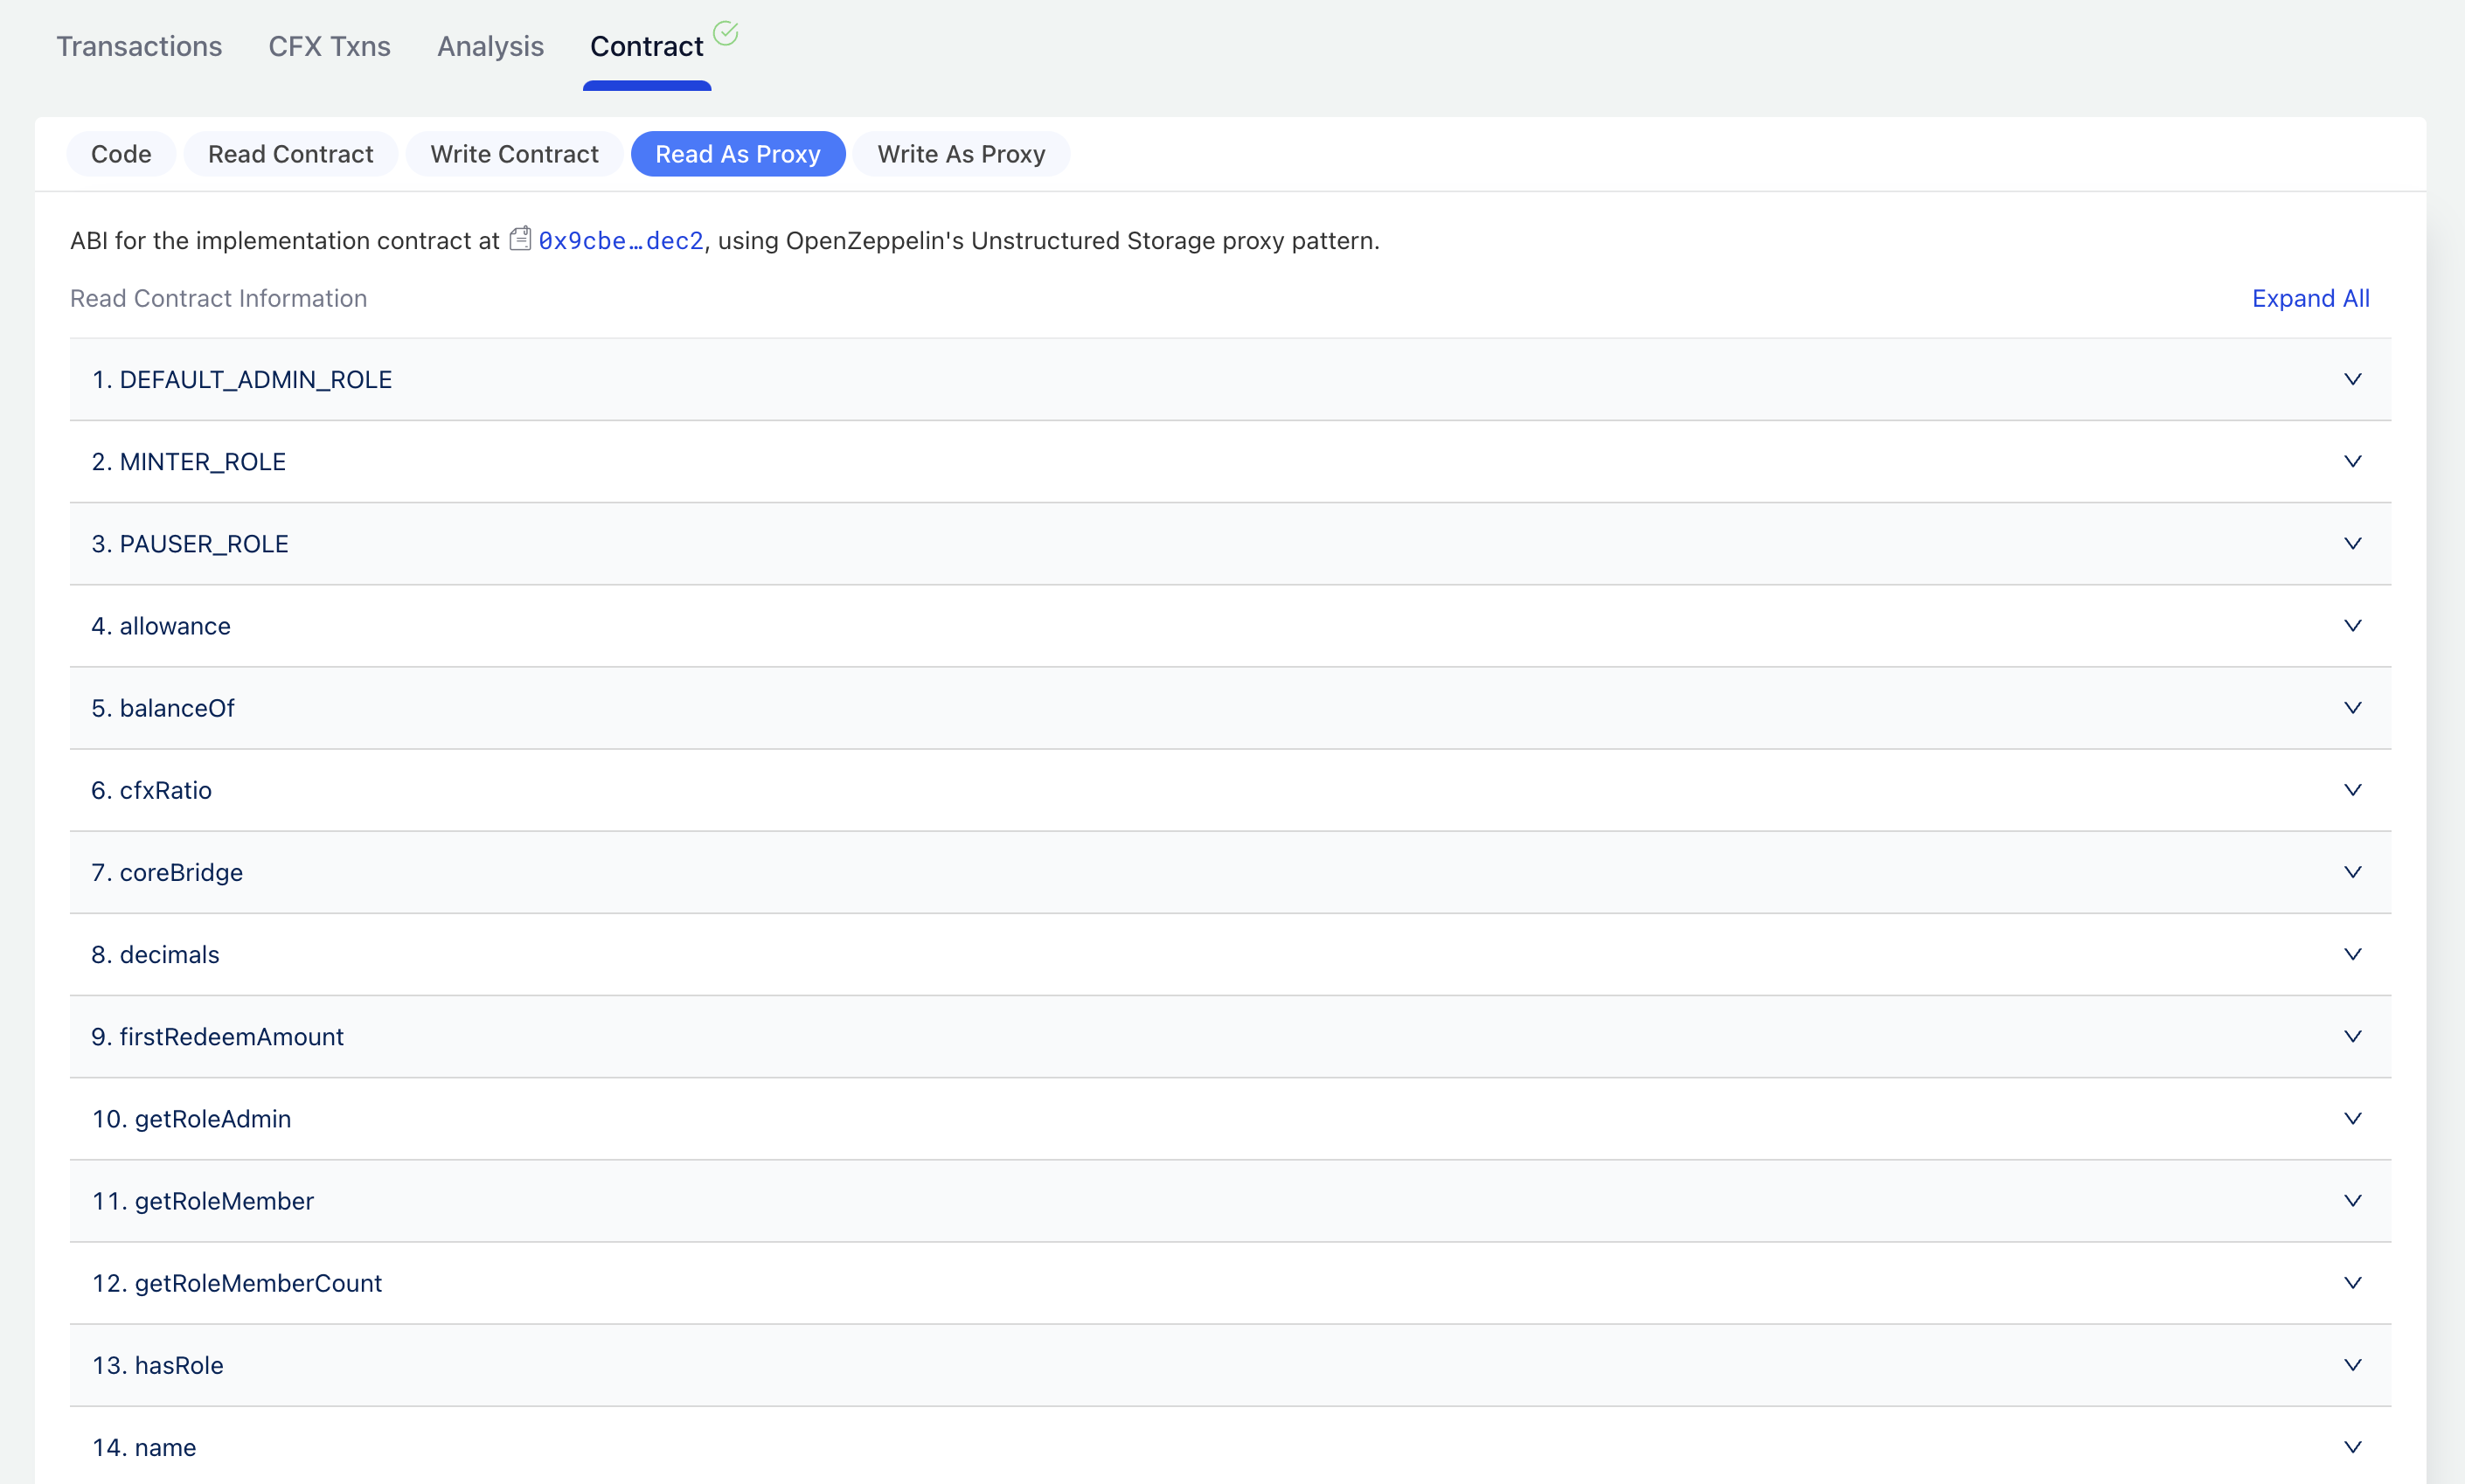 Transactions CFX Txns Analysis Contract
Code Read Contract Write Contract Read As Proxy Write As Proxy
ABI for the implementation contract at 0x9cbe…dec2, using OpenZeppelin's Unstructured Storage proxy pattern.
Read Contract Information Expand All
1. DEFAULT_ADMIN_ROLE
2. MINTER_ROLE
3. PAUSER_ROLE
4. allowance
5. balanceOf
6. cfxRatio
7. coreBridge
8. decimals
9. firstRedeemAmount
10. getRoleAdmin
11. getRoleMember
12. getRoleMemberCount
13. hasRole
14. name